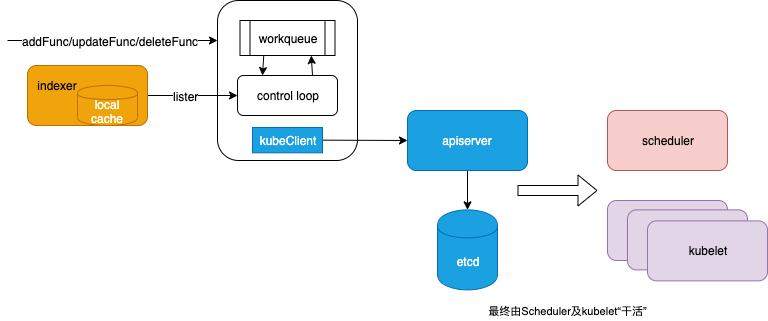 addFunc/updateFunc/deleteFunc
workqueue
indexer
local
cache
lister
control loop
kubeClient
apiserver
scheduler
etcd
kubelet
最终由Scheduler及kubelet“干活”